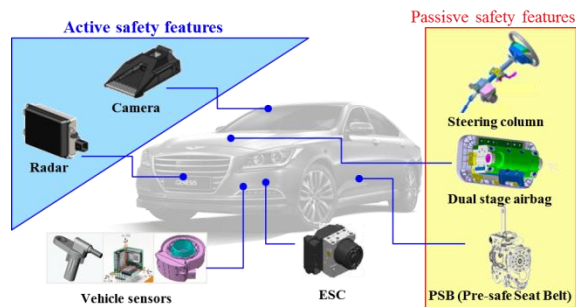 Active safety features
Passive safety features
Camera
Radar
Steering column
Dual stage airbag
Vehicle sensors
ESC
PSB (Pre-safe Seat Belt)